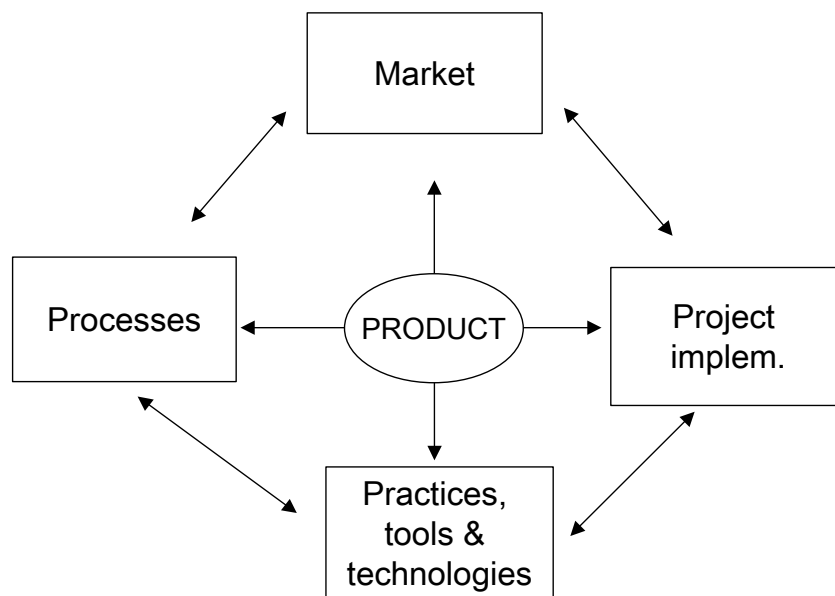 Market
Processes
PRODUCT
Project
implem.
Practices,
tools &
technologies